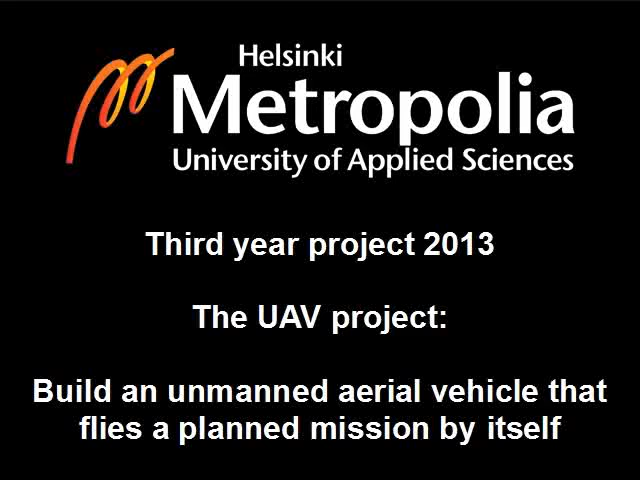 Helsinki
Metropolia
University of Applied Sciences
Third year project 2013
The UAV project:
Build an unmanned aerial vehicle that
flies a planned mission by itself